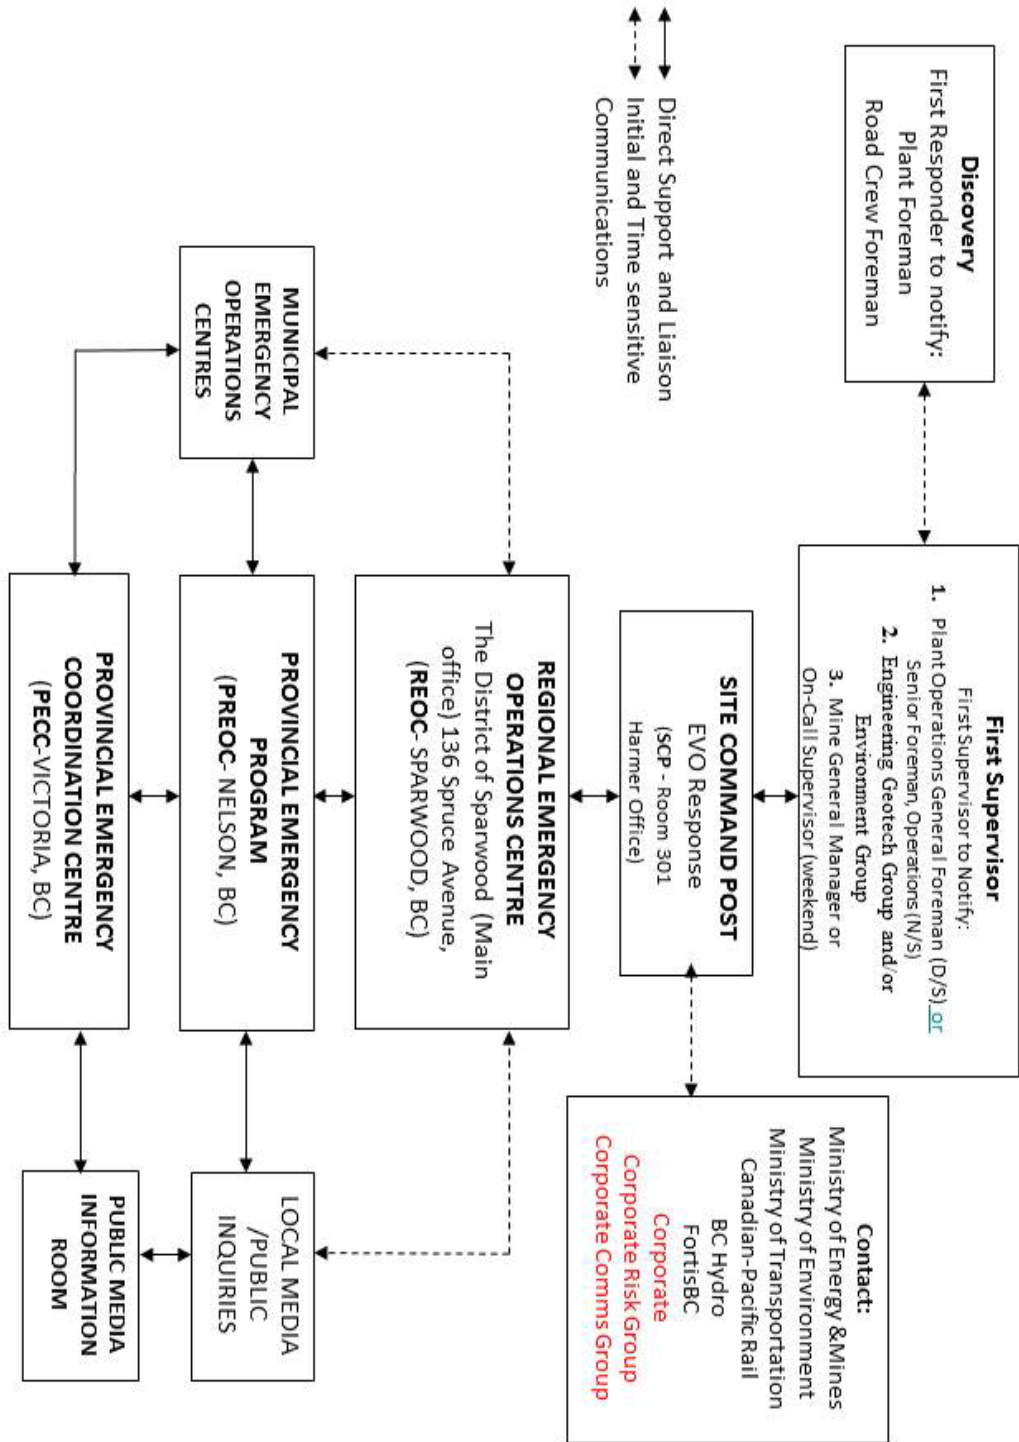 Discovery
First Responder to notify:
Plant Foreman
Road Crew Foreman
First Supervisor
First Supervisor to Notify:
1. Plant Operations General Foreman (D/S) or
Senior Foreman, Operations (N/S)
2. Engineering Geotech Group and/or
Environment Group
3. Mine General Manager or
On-Call Supervisor (weekend)
Direct Support and Liaison
Initial and Time sensitive
Communications
SITE COMMAND POST
EVO Response
(SCP - Room 301
Harmer Office)
Contact:
Ministry of Energy &Mines
Ministry of Environment
Ministry of Transportation
Canadian-Pacific Rail
BC Hydro
FortisBC
Corporate
Corporate Risk Group
Corporate Comms Group
REGIONAL EMERGENCY
OPERATIONS CENTRE
The District of Sparwood (Main
office) 136 Spruce Avenue,
(REOC- SPARWOOD, BC)
MUNICIPAL
EMERGENCY
OPERATIONS
CENTRES
PROVINCIAL EMERGENCY
PROGRAM
(PREOC- NELSON, BC)
LOCAL MEDIA
/PUBLIC
INQUIRIES
PROVINCIAL EMERGENCY
COORDINATION CENTRE
(PECC-VICTORIA, BC)
PUBLIC MEDIA
INFORMATION
ROOM